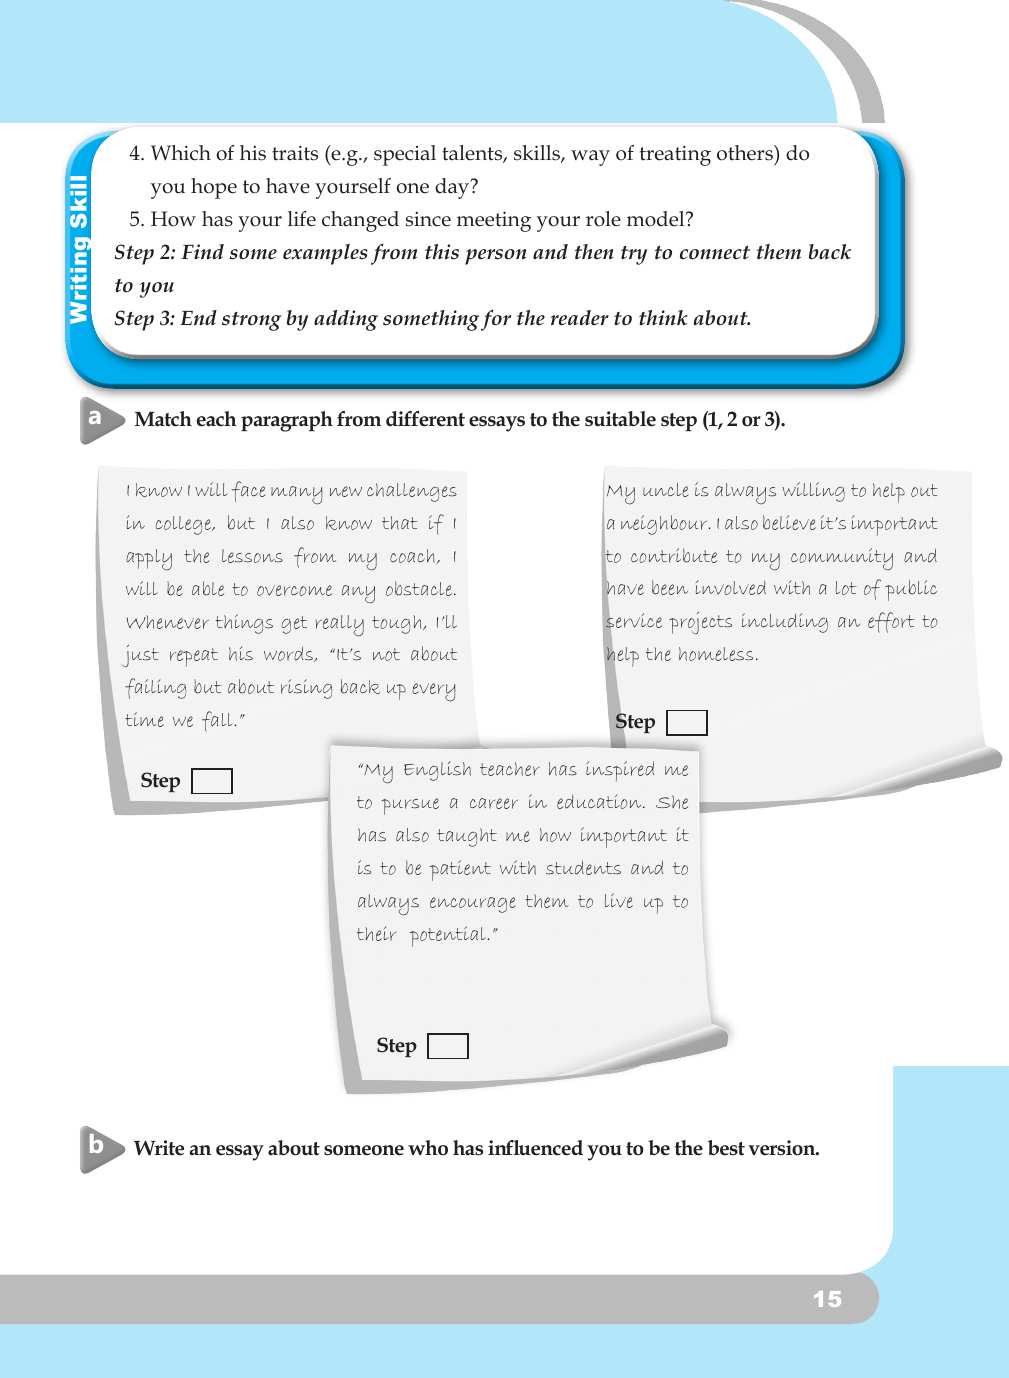 Writing Skill
4. Which of his traits (e.g., special talents, skills, way of treating others) do
you hope to have yourself one day?
5. How has your life changed since meeting your role model?
Step 2: Find some examples from this person and then try to connect them back
to you
Step 3: End strong by adding something for the reader to think about.
a Match each paragraph from different essays to the suitable step (1, 2 or 3).
I know I will face many new challenges
in college, but I also know that if I
apply the lessons from my coach, I
will be able to overcome any obstacle.
Whenever things get really tough, I'll
just repeat his words, “It's not about
failing but about rising back up every
time we fall.”
Step
My uncle is always willing to help out
a neighbour. I also believe it's important
to contribute to my community and
have been involved with a lot of public
service projects including an effort to
help the homeless.
Step
“My English teacher has inspired me
to pursue a career in education. She
has also taught me how important it
is to be patient with students and to
always encourage them to live up to
their potential.”
Step
b Write an essay about someone who has influenced you to be the best version.
15